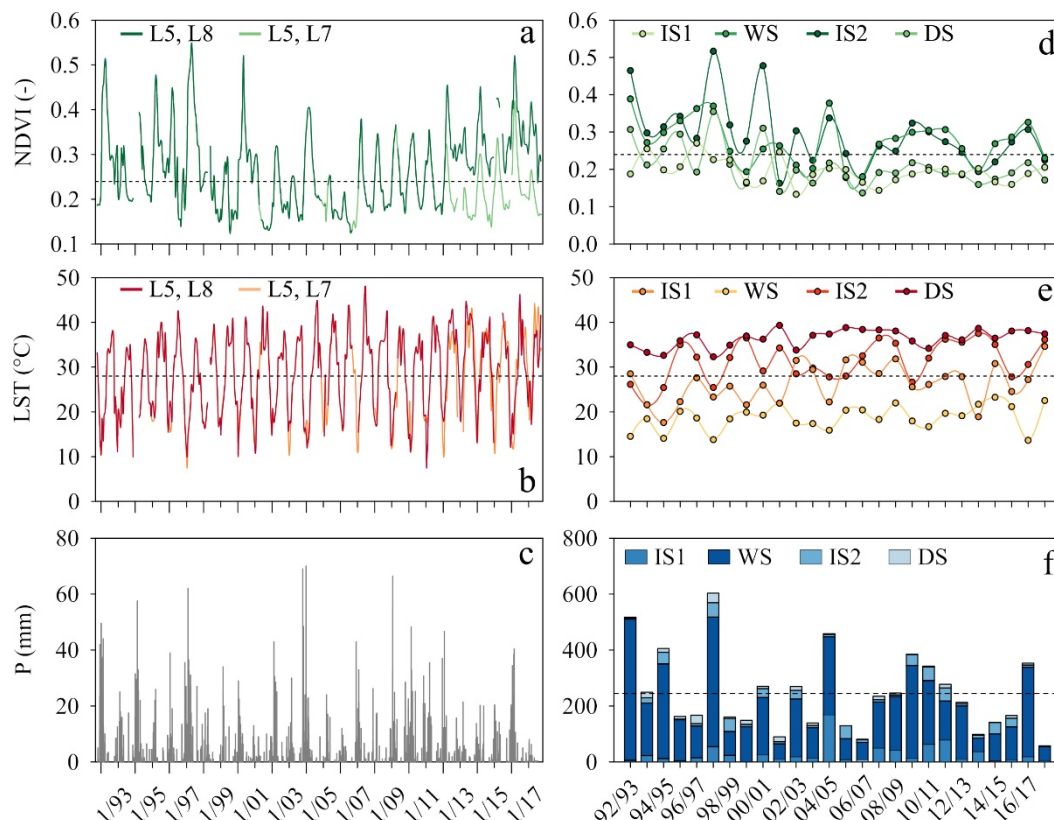 NDVI (-)
0.6
0.5
0.4
0.3
0.2
0.1
L5, L8
L5, L7
a
0.6
0.5
0.4
0.3
0.2
0.1
0.0
IS1
WS
IS2
DS
d
LST (°C)
50
40
30
20
10
0
L5, L8
L5, L7
b
50
40
30
20
10
0
IS1
WS
IS2
DS
e
P (mm)
80
60
40
20
0
c
1/93
1/95
1/97
1/99
1/01
1/03
1/05
1/07
1/09
1/11
1/13
1/15
1/17
800
600
400
200
0
IS1
WS
IS2
DS
f
92/93
94/95
96/97
98/99
00/01
02/03
04/05
06/07
08/09
10/11
12/13
14/15
16/17